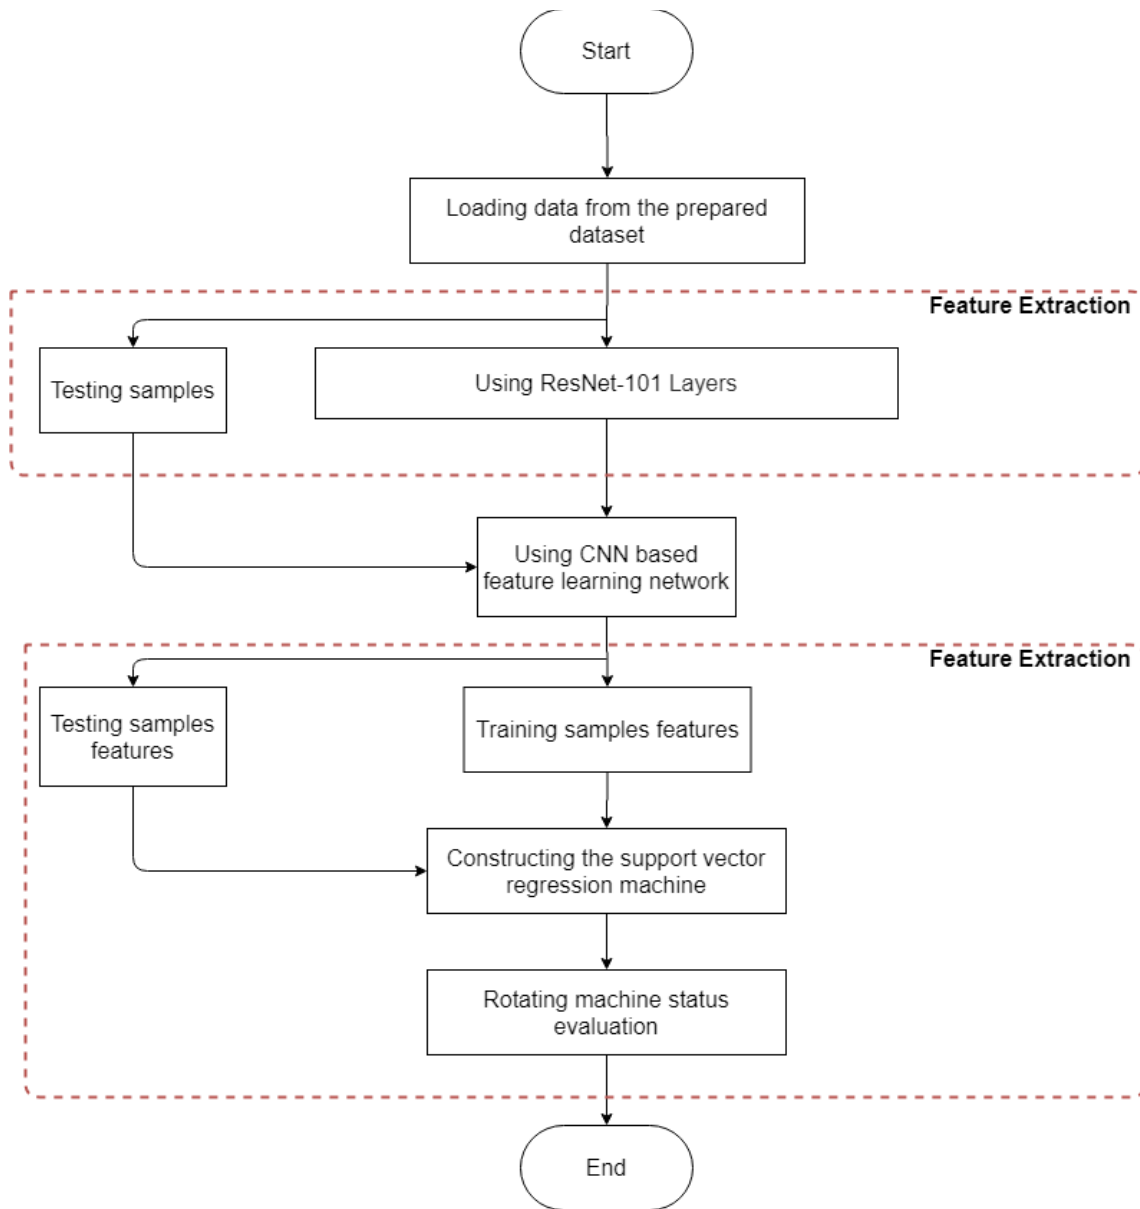 Start
Loading data from the prepared
dataset
Feature Extraction
Testing samples
Using ResNet-101 Layers
Using CNN based
feature learning network
Feature Extraction
Testing samples
features
Training samples features
Constructing the support vector
regression machine
Rotating machine status
evaluation
End